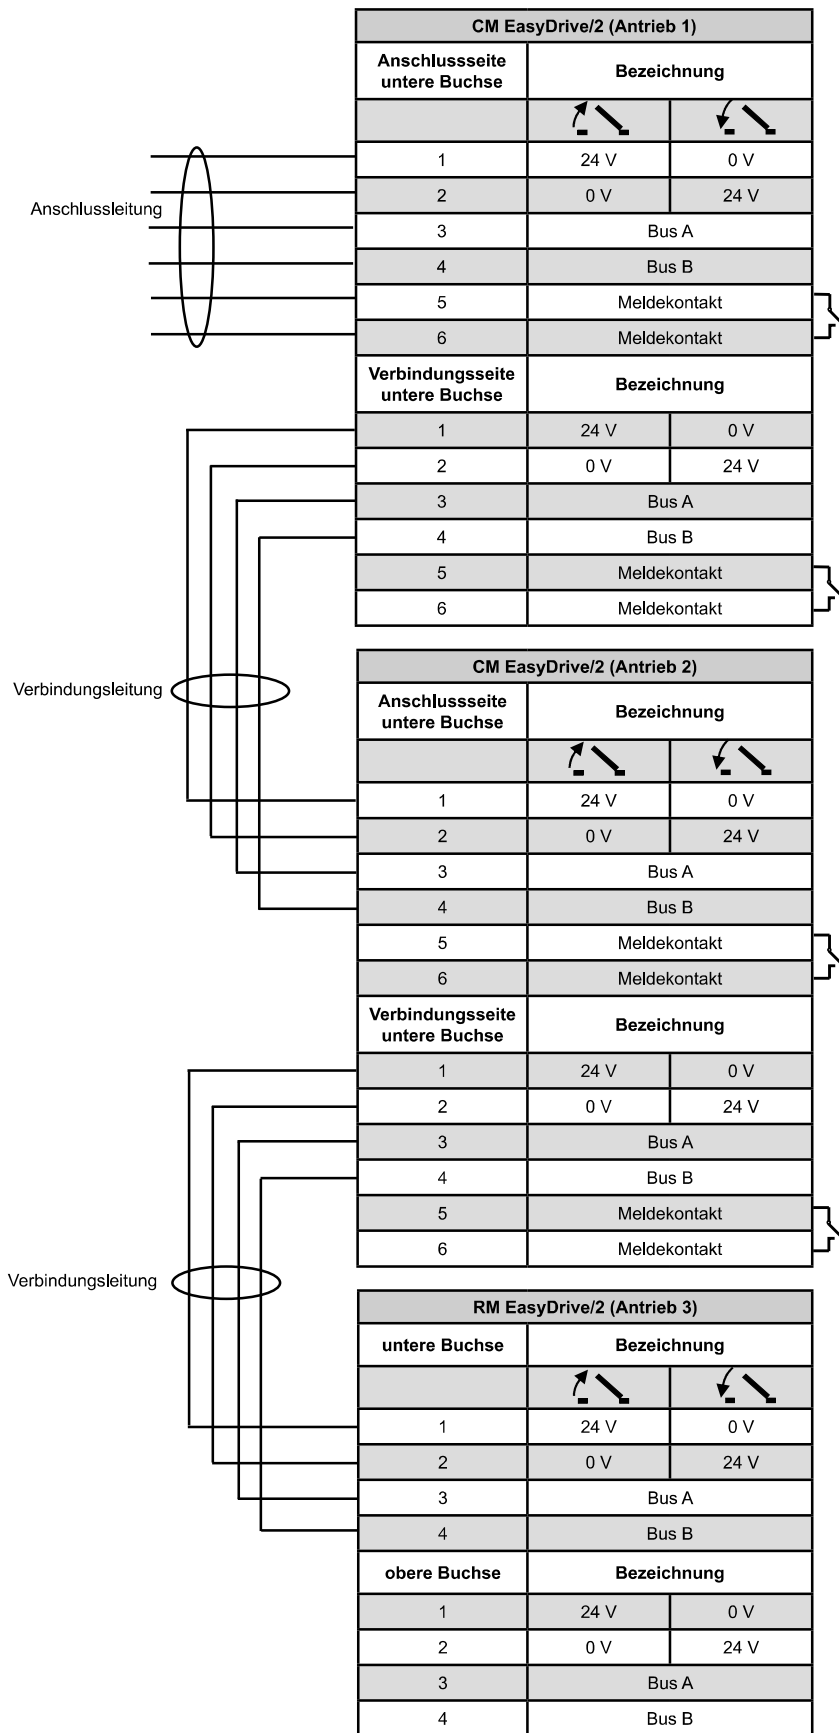 CM EasyDrive/2 (Antrieb 1)
Anschlussseite
untere Buchse
Bezeichnung
1 24 V 0 V
2 0 V 24 V
Anschlussleitung
3 Bus A
4 Bus B
5 Meldekontakt
6 Meldekontakt
Verbindungsseite
untere Buchse
Bezeichnung
1 24 V 0 V
2 0 V 24 V
3 Bus A
4 Bus B
5 Meldekontakt
6 Meldekontakt
Verbindungsleitung
CM EasyDrive/2 (Antrieb 2)
Anschlussseite
untere Buchse
Bezeichnung
1 24 V 0 V
2 0 V 24 V
3 Bus A
4 Bus B
5 Meldekontakt
6 Meldekontakt
Verbindungsseite
untere Buchse
Bezeichnung
1 24 V 0 V
2 0 V 24 V
3 Bus A
4 Bus B
5 Meldekontakt
6 Meldekontakt
Verbindungsleitung
RM EasyDrive/2 (Antrieb 3)
untere Buchse Bezeichnung
1 24 V 0 V
2 0 V 24 V
3 Bus A
4 Bus B
obere Buchse Bezeichnung
1 24 V 0 V
2 0 V 24 V
3 Bus A
4 Bus B